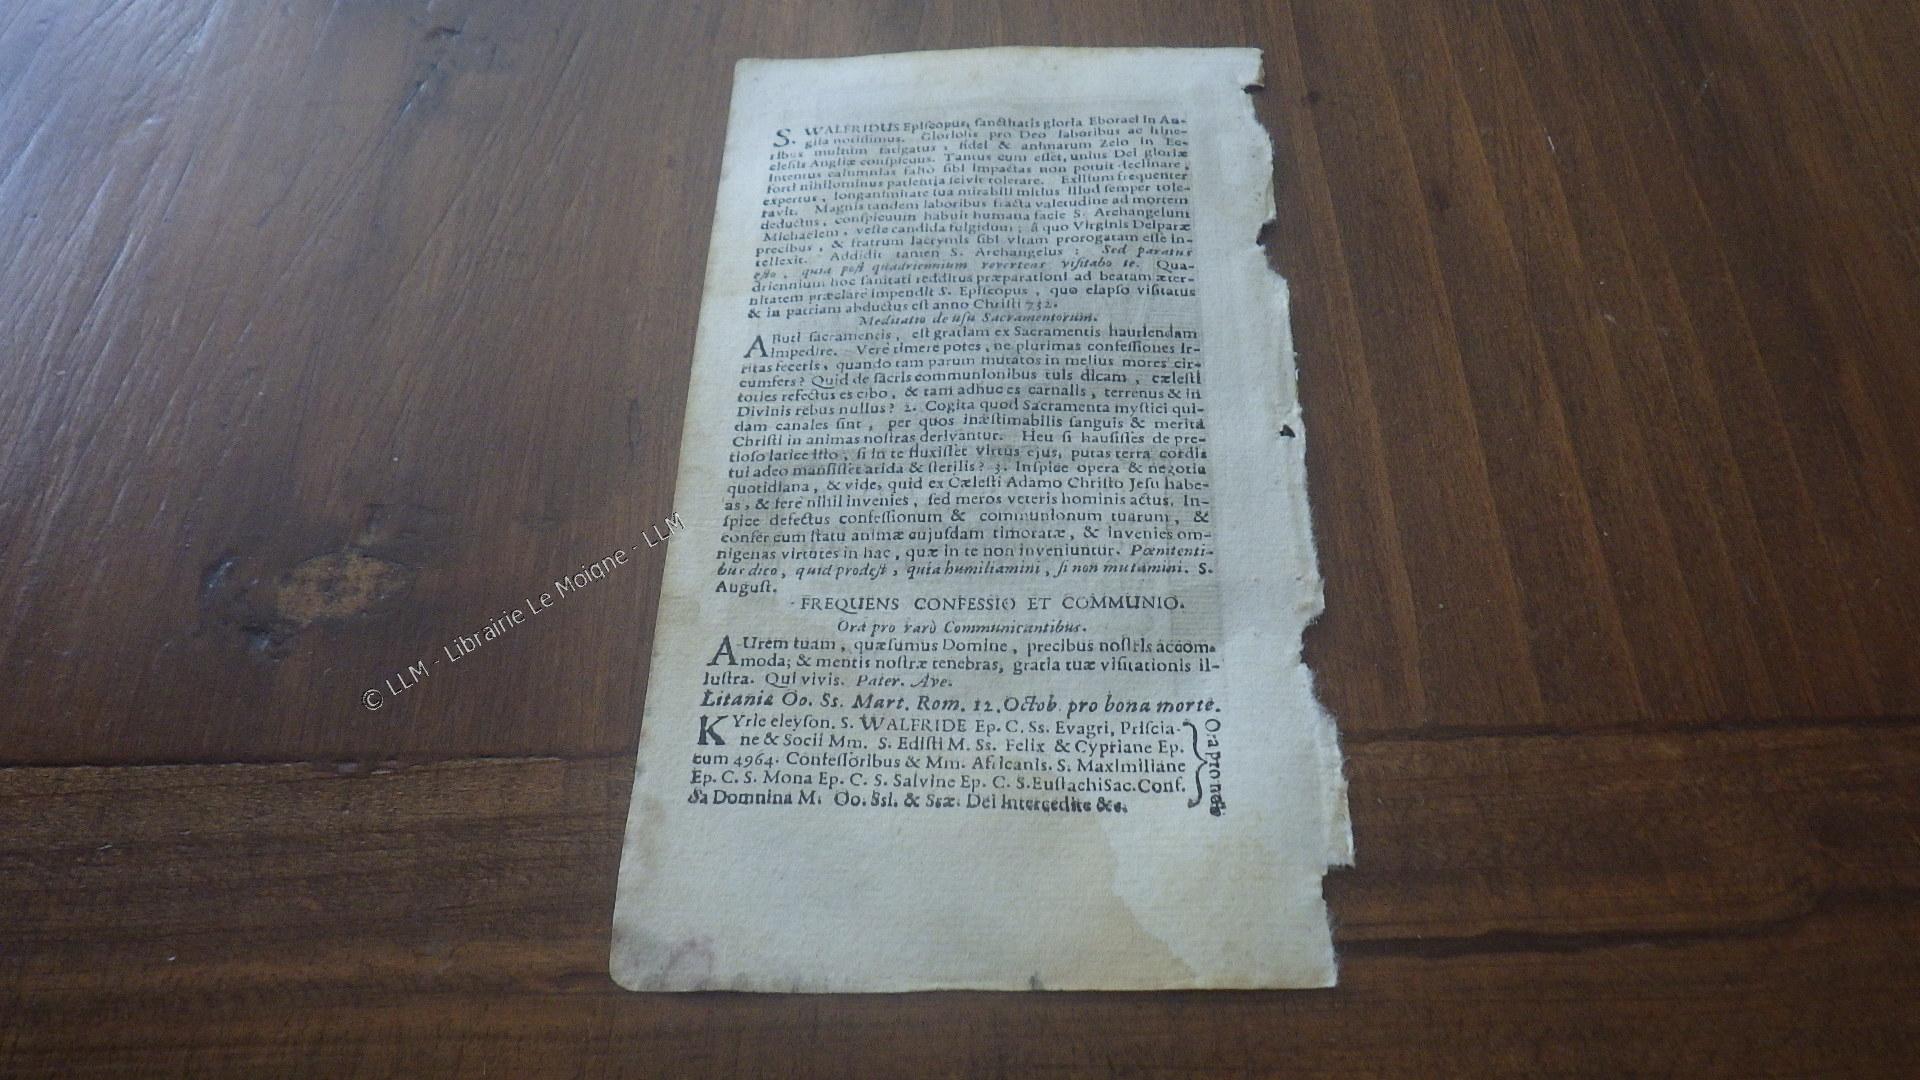 S. WALFRIDUS Epiſcopus, ſanctitatis gloria Eboraci in An-
glia notiſſimus. Glorioſis pro Deo laboribus ac itine-
ribus multum fatigatus, fidei & animarum Zelo in Ec-
cleſiis Angliæ conſpicuus. Tantus cum eſſet, unius Dei gloriæ
intentus calumnias falſo ſibi impactas non potuit declinare,
forti nihilominus patientia ſcivit tolerare. Exilium frequenter
expertus, longanimitate ſua mirabili mitius illud ſemper tole-
ravit. Magnis tandem laboribus fracta valetudine ad mortem
deductus, conſpicuum habuit humana facie S. Archangelum
Michaelem, veſte candida fulgidum; à quo Virginis Deiparæ
precibus, & fratrum lacrymis ſibi vitam prorogatam eſſe in-
tellexit. Addidit tamen S. Archangelus: Sed paratus
eſto, quia poſt quadriennium revertens viſitabo te. Qua-
driennium hoc ſanitati redditus præparationi ad beatam æter-
nitatem præclarè impendit S. Epiſcopus, quo elapſo viſitatus
& in patriam abductus eſt anno Chriſti 732.
Meditatio de uſu Sacramentorum.
AButi ſacramentis, eſt gratiam ex Sacramentis hauriendam
impedire. Verè timere potes, ne plurimas confeſſiones ir-
ritas feceris, quando tam parum mutatos in melius mores cir-
cumfers? Quid de ſacris communionibus tuis dicam, cæleſti
toties refectus es cibo, & tam adhuc es carnalis, terrenus & in
Divinis rebus nullus? 2. Cogita quod Sacramenta myſtici qui-
dam canales ſint, per quos inæſtimabilis ſanguis & merita
Chriſti in animas noſtras derivantur. Heu ſi hauſiſſes de pre-
tioſo latice iſto, ſi in te fluxiſſet virtus ejus, putas terra cordis
tui adeo manſiſſet arida & ſterilis? 3. Inſpice opera & negotia
quotidiana, & vide, quid ex Cæleſti Adamo Chriſto Jeſu habe-
as, & ferè nihil invenies, ſed meros veteris hominis actus. In-
ſpice defectus confeſſionum & communionum tuarum, &
confer cum ſtatu animæ cujuſdam timoratæ, & invenies om-
nigenas virtutes in hac, quæ in te non inveniuntur. Pœnitenti-
bus dico, quid prodeſt, quia humiliamini, ſi non mutamini. S.
Auguſt.
FREQUENS CONFESSIO ET COMMUNIO.
Ora pro rarò Communicantibus.
AUrem tuam, quæſumus Domine, precibus noſtris accom-
moda; & mentis noſtræ tenebras, gratia tuæ viſitationis il-
luſtra. Qui vivis. Pater. Ave.
Litania Oo. Ss. Mart. Rom. 12. Octob. pro bona morte.
KYrie eleyſon. S. WALFRIDE Ep. C. Ss. Evagri, Priſcia-
ne & Socii Mm. S. Ediſti M. Ss. Felix & Cypriane Ep.
cum 4964. Confeſſoribus & Mm. Africanis. S. Maximiliane
Ep. C. S. Mona Ep. C. S. Salvine Ep. C. S. Euſtachi Sac. Conf.
Sa Domnina M. Oo. Ssi. & Ssæ. Dei intercedite &c.
Ora pro nobis
© LLM - Librairie Le Moigne - LLM